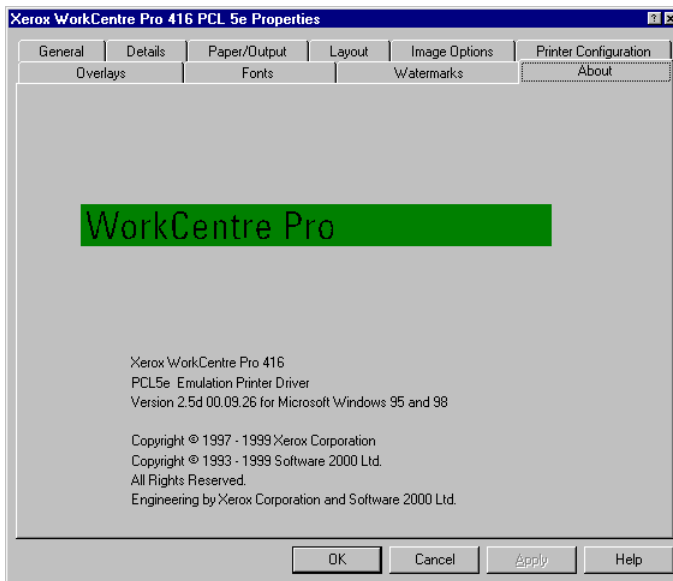 Xerox WorkCentre Pro 416 PCL 5e Properties
General Details Paper/Output Layout Image Options Printer Configuration
Overlays Fonts Watermarks About
WorkCentre Pro
Xerox WorkCentre Pro 416
PCL5e Emulation Printer Driver
Version 2.5d 00.09.26 for Microsoft Windows 95 and 98
Copyright © 1997 - 1999 Xerox Corporation
Copyright © 1993 - 1999 Software 2000 Ltd.
All Rights Reserved.
Engineering by Xerox Corporation and Software 2000 Ltd.
OK Cancel Apply Help